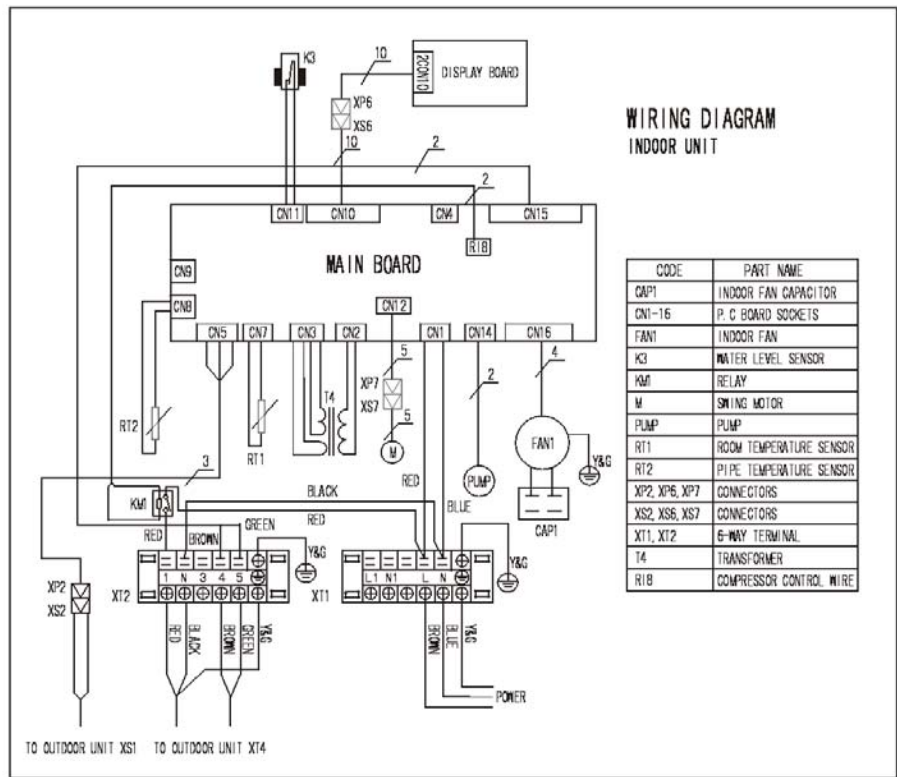 K3
10
2CON10
DISPLAY BOARD
XP6
XS6
10
2
WIRING DIAGRAM
INDOOR UNIT
2
CN11
CN10
CN4
CN15
RI8
MAIN BOARD
CN9
CN8
CN12
CN5
CN7
CN3
CN2
CN1
CN14
CN16
5
XP7
XS7
5
M
T4
2
4
RT2
RT1
FAN1
Y&G
PUMP
RED
BLUE
CAP1
3
KM1
BLACK
RED
RED
BROWN
GREEN
Y&G
Y&G
1 N 3 4 5
L1 N1 L N
XT2
XT1
XP2
XS2
RED
BLACK
BROWN
GREEN
Y&G
BROWN
BLUE
Y&G
POWER
TO OUTDOOR UNIT XS1
TO OUTDOOR UNIT XT4
CODE PART NAME
CAP1 INDOOR FAN CAPACITOR
CN1-16 P. C BOARD SOCKETS
FAN1 INDOOR FAN
K3 WATER LEVEL SENSOR
KM1 RELAY
M SWING MOTOR
PUMP PUMP
RT1 ROOM TEMPERATURE SENSOR
RT2 PIPE TEMPERATURE SENSOR
XP2, XP6, XP7 CONNECTORS
XS2, XS6, XS7 CONNECTORS
XT1, XT2 6-WAY TERMINAL
T4 TRANSFORMER
RI8 COMPRESSOR CONTROL WIRE